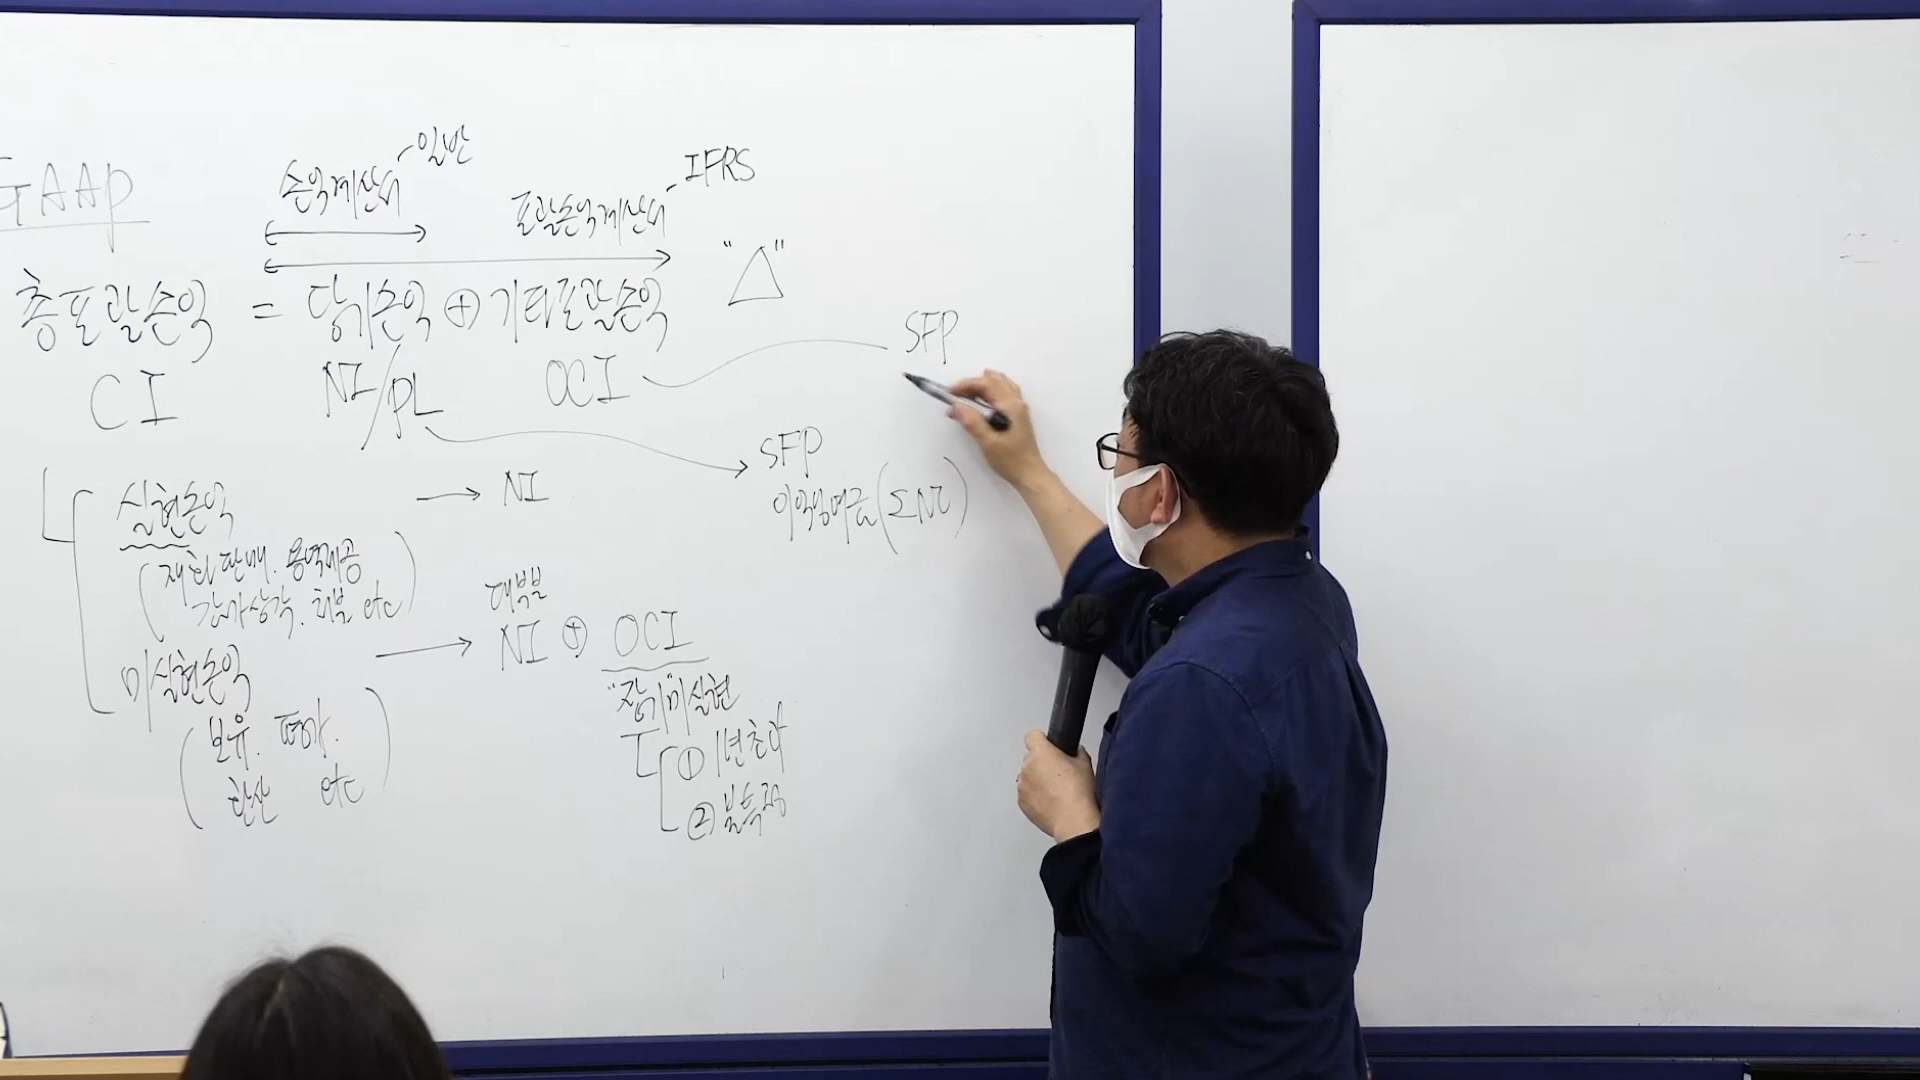 GAAP
손익계산서 - 일반
포괄손익계산서 - IFRS
총포괄손익 = 당기손익 ⊕ 기타포괄손익 "△"
CI NI/PL OCI SFP
SFP
이익잉여금(ΣNI)
실현손익 → NI
(재화판매. 용역제공
감가상각. 처분 etc)
대부분
미실현손익 → NI ⊕ OCI
(보유. 평가.
환산 etc)
"장기미실현
① 1년초과
② 불특정